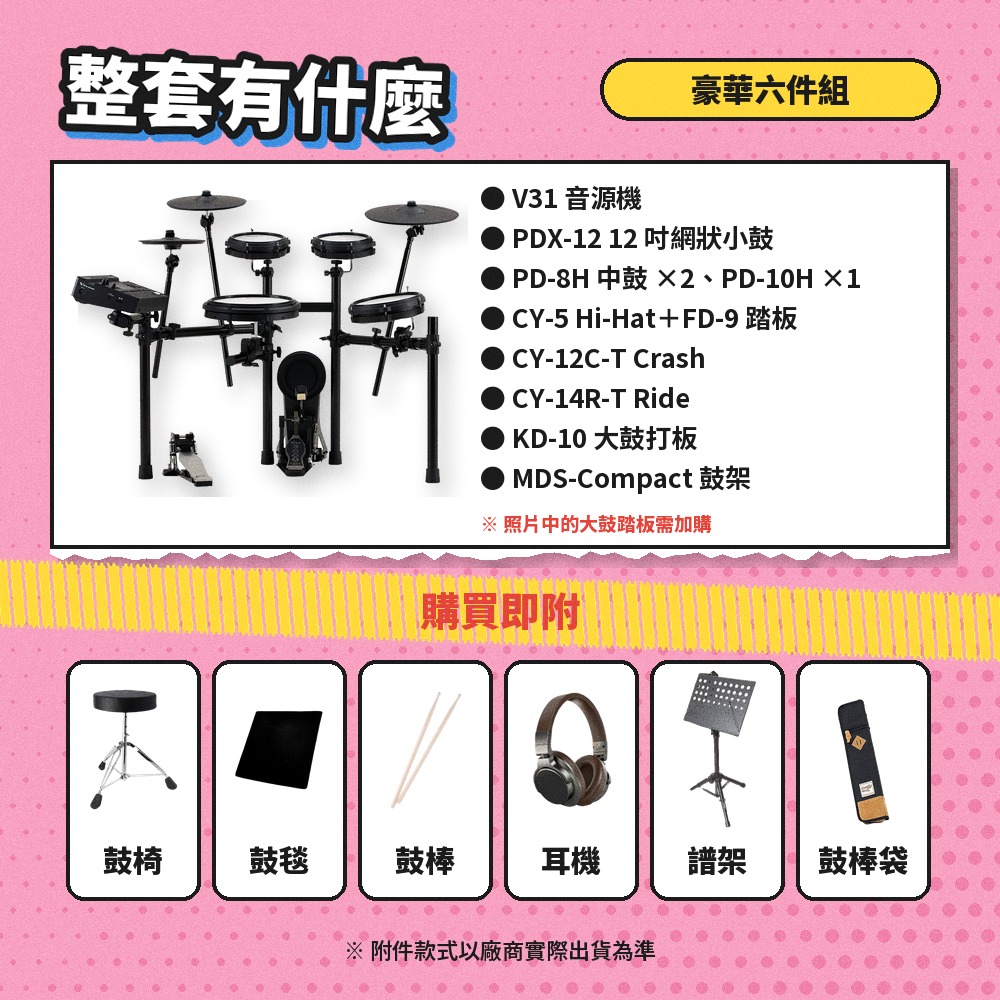 整套有什麼
豪華六件組
● V31 音源機
● PDX-12 12 吋網狀小鼓
● PD-8H 中鼓 ×2、PD-10H ×1
● CY-5 Hi-Hat＋FD-9 踏板
● CY-12C-T Crash
● CY-14R-T Ride
● KD-10 大鼓打板
● MDS-Compact 鼓架
※ 照片中的大鼓踏板需加購
購買即附
鼓椅
鼓毯
鼓棒
耳機
譜架
鼓棒袋
※ 附件款式以廠商實際出貨為準